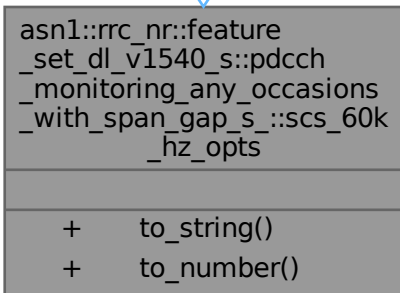 asn1::rrc_nr::feature
_set_dl_v1540_s::pdcch
_monitoring_any_occasions
_with_span_gap_s_::scs_60k
_hz_opts
+ to_string()
+ to_number()